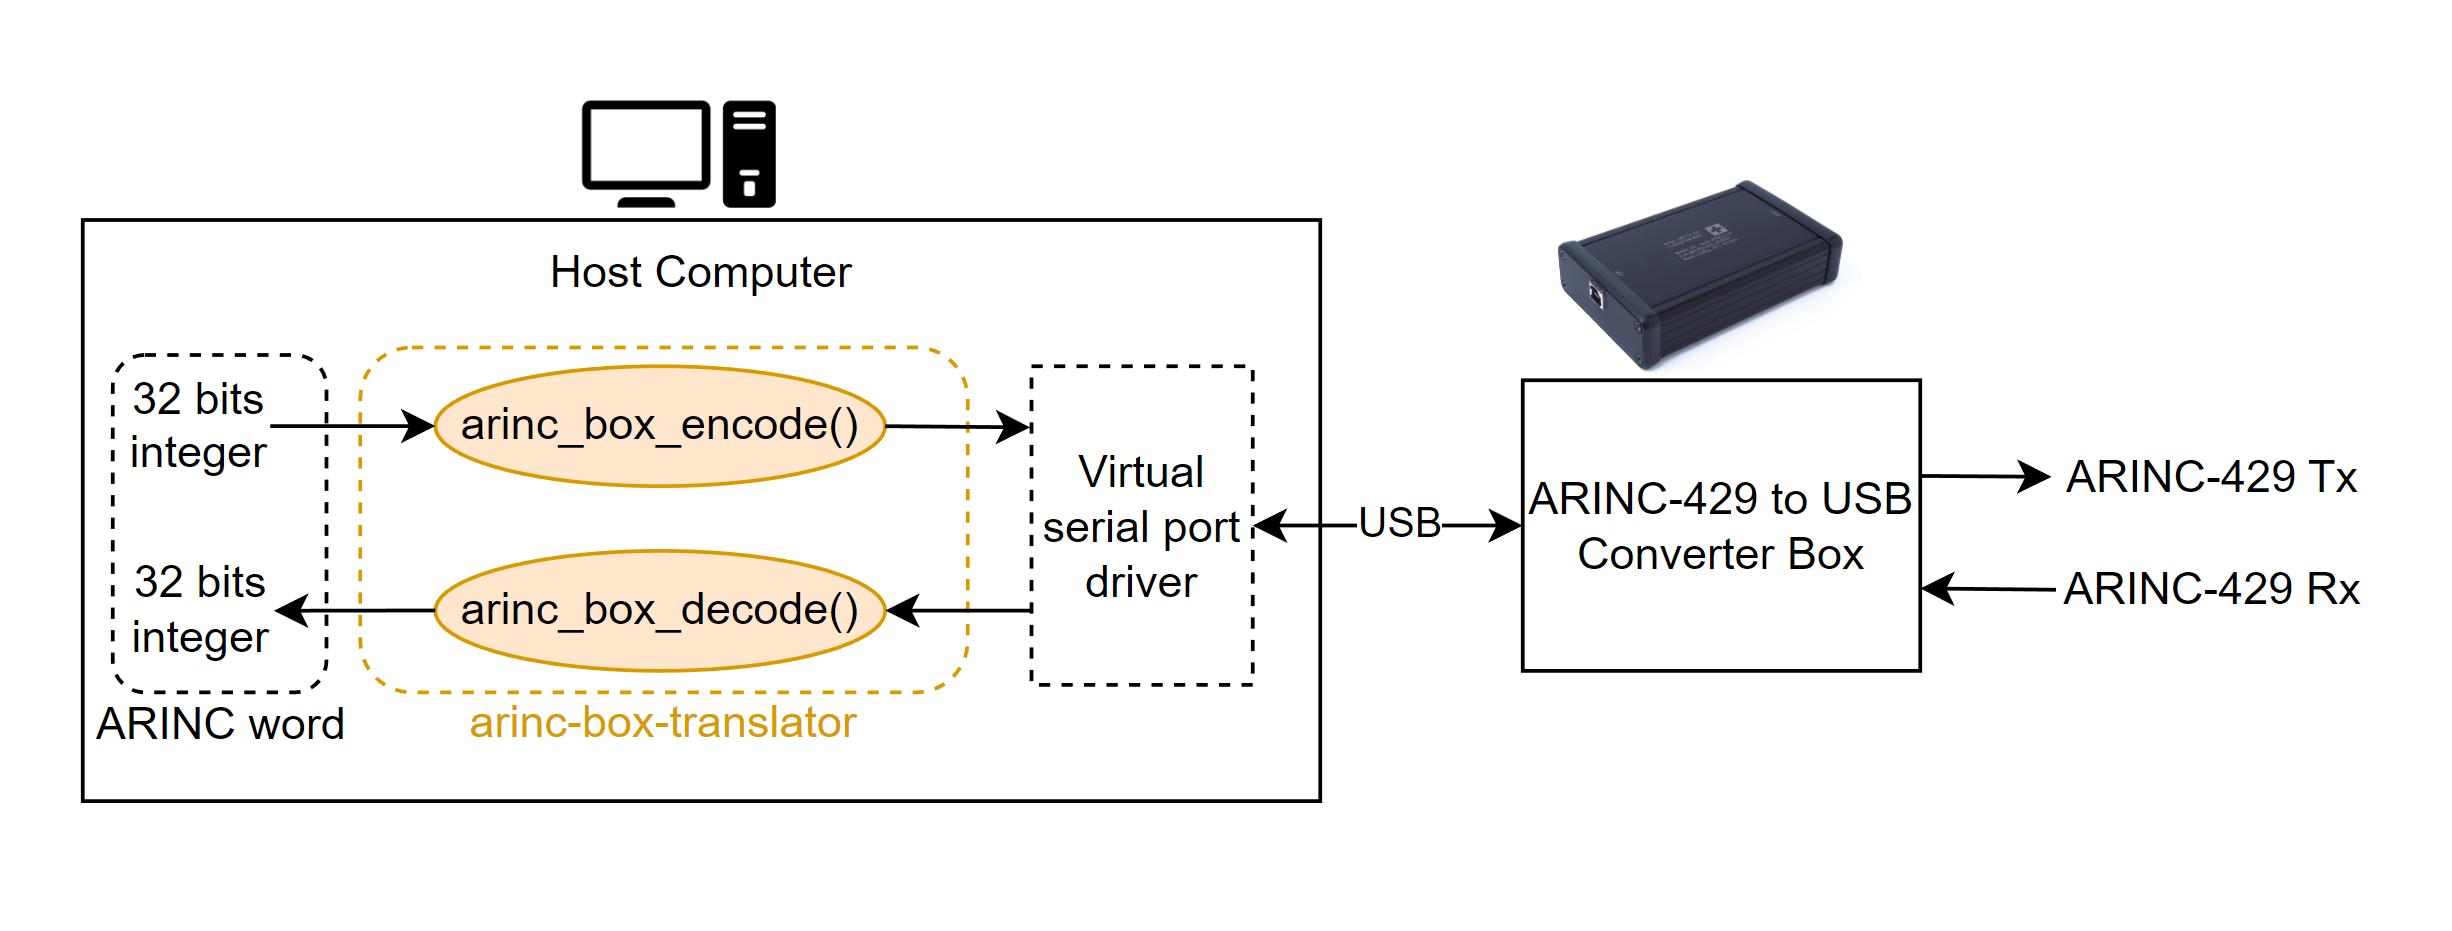 Host Computer
32 bits
integer
arinc_box_encode()
32 bits
integer
arinc_box_decode()
ARINC word
arinc-box-translator
Virtual
serial port
driver
USB
ARINC-429 to USB
Converter Box
ARINC-429 Tx
ARINC-429 Rx